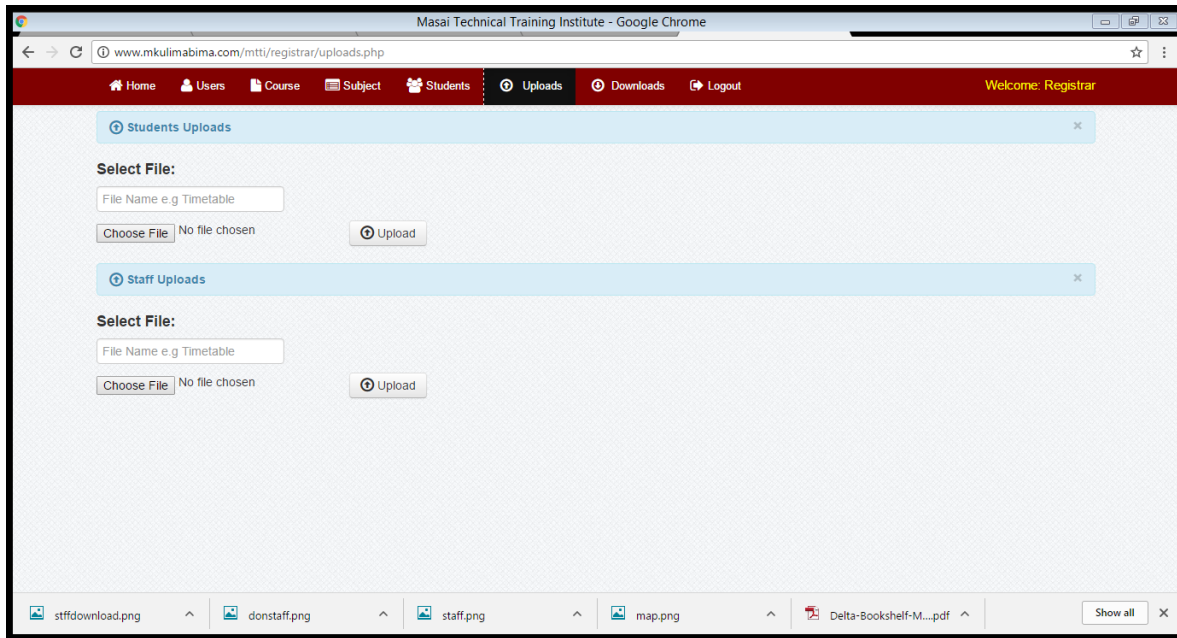 Masai Technical Training Institute - Google Chrome
www.mkulimabima.com/mtti/registrar/uploads.php
Home Users Course Subject Students Uploads Downloads Logout Welcome: Registrar
Students Uploads ×
Select File:
File Name e.g Timetable
Choose File No file chosen Upload
Staff Uploads ×
Select File:
File Name e.g Timetable
Choose File No file chosen Upload
stffdownload.png donstaff.png staff.png map.png Delta-Bookshelf-M....pdf Show all